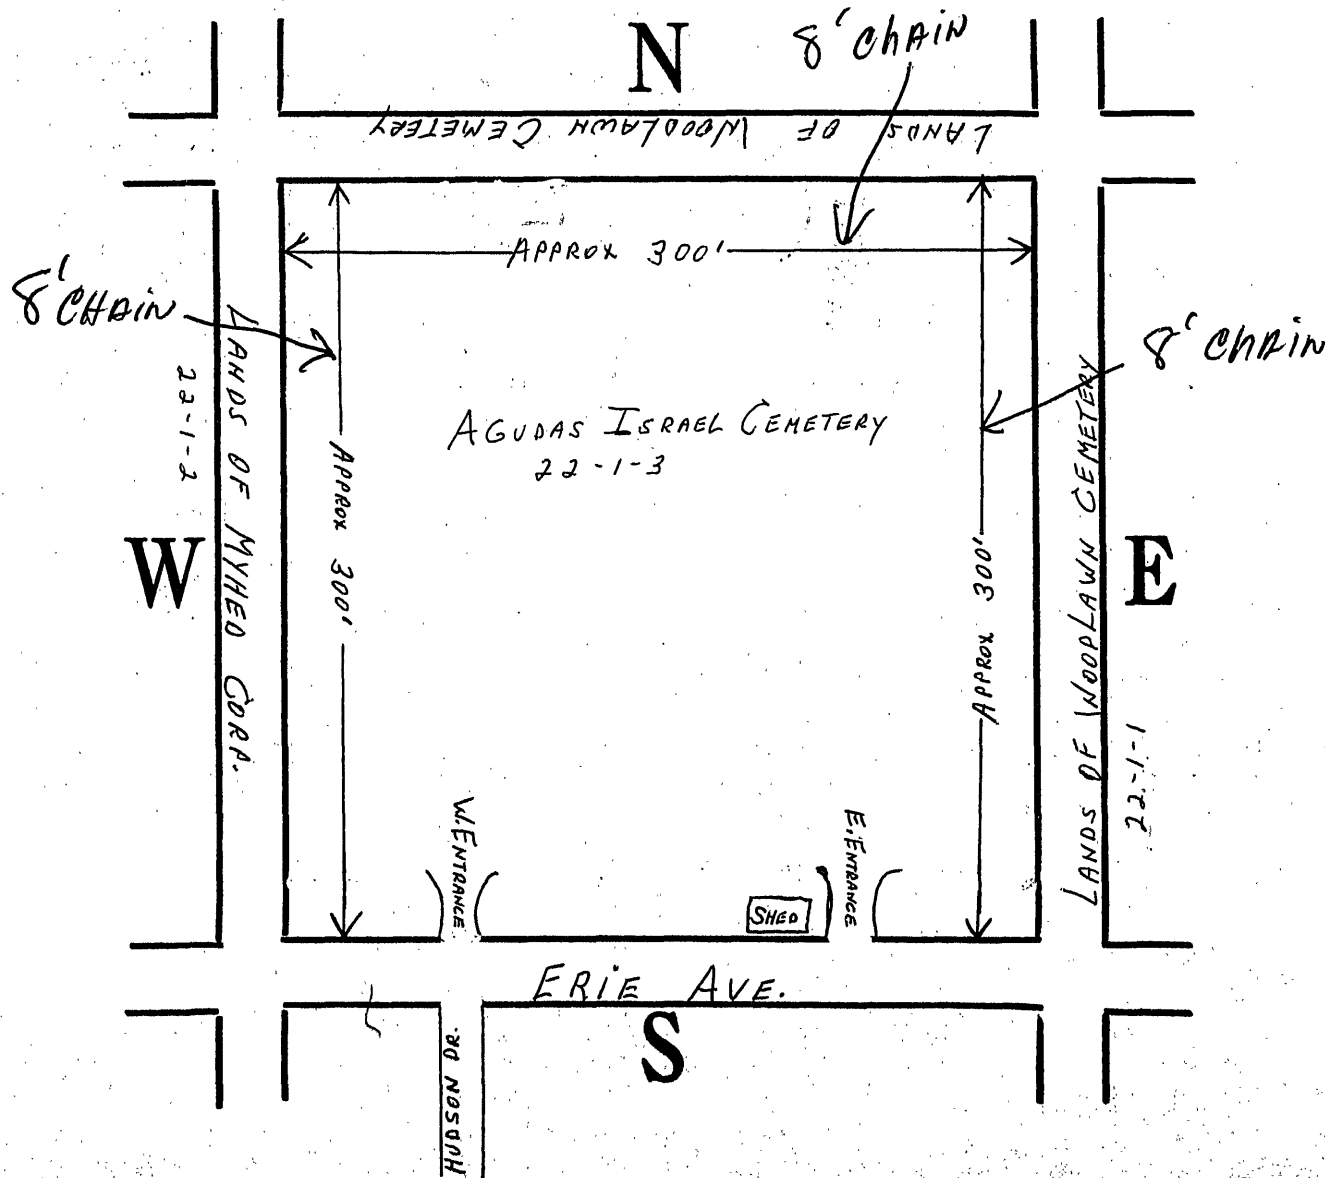 N
8' ChAiN
LANDS OF WOODLAWN CEMETERY
APPROX 300'
8' CHAiN
8' ChAiN
LANDS OF MYHED CORP.
22-1-2
APPROX 300'
AGUDAS ISRAEL CEMETERY
22-1-3
APPROX 300'
LANDS OF WOODLAWN CEMETERY
22-1-1
W
E
W. ENTRANCE
E. ENTRANCE
SHED
ERiE AVE.
S
HUDSON DR.